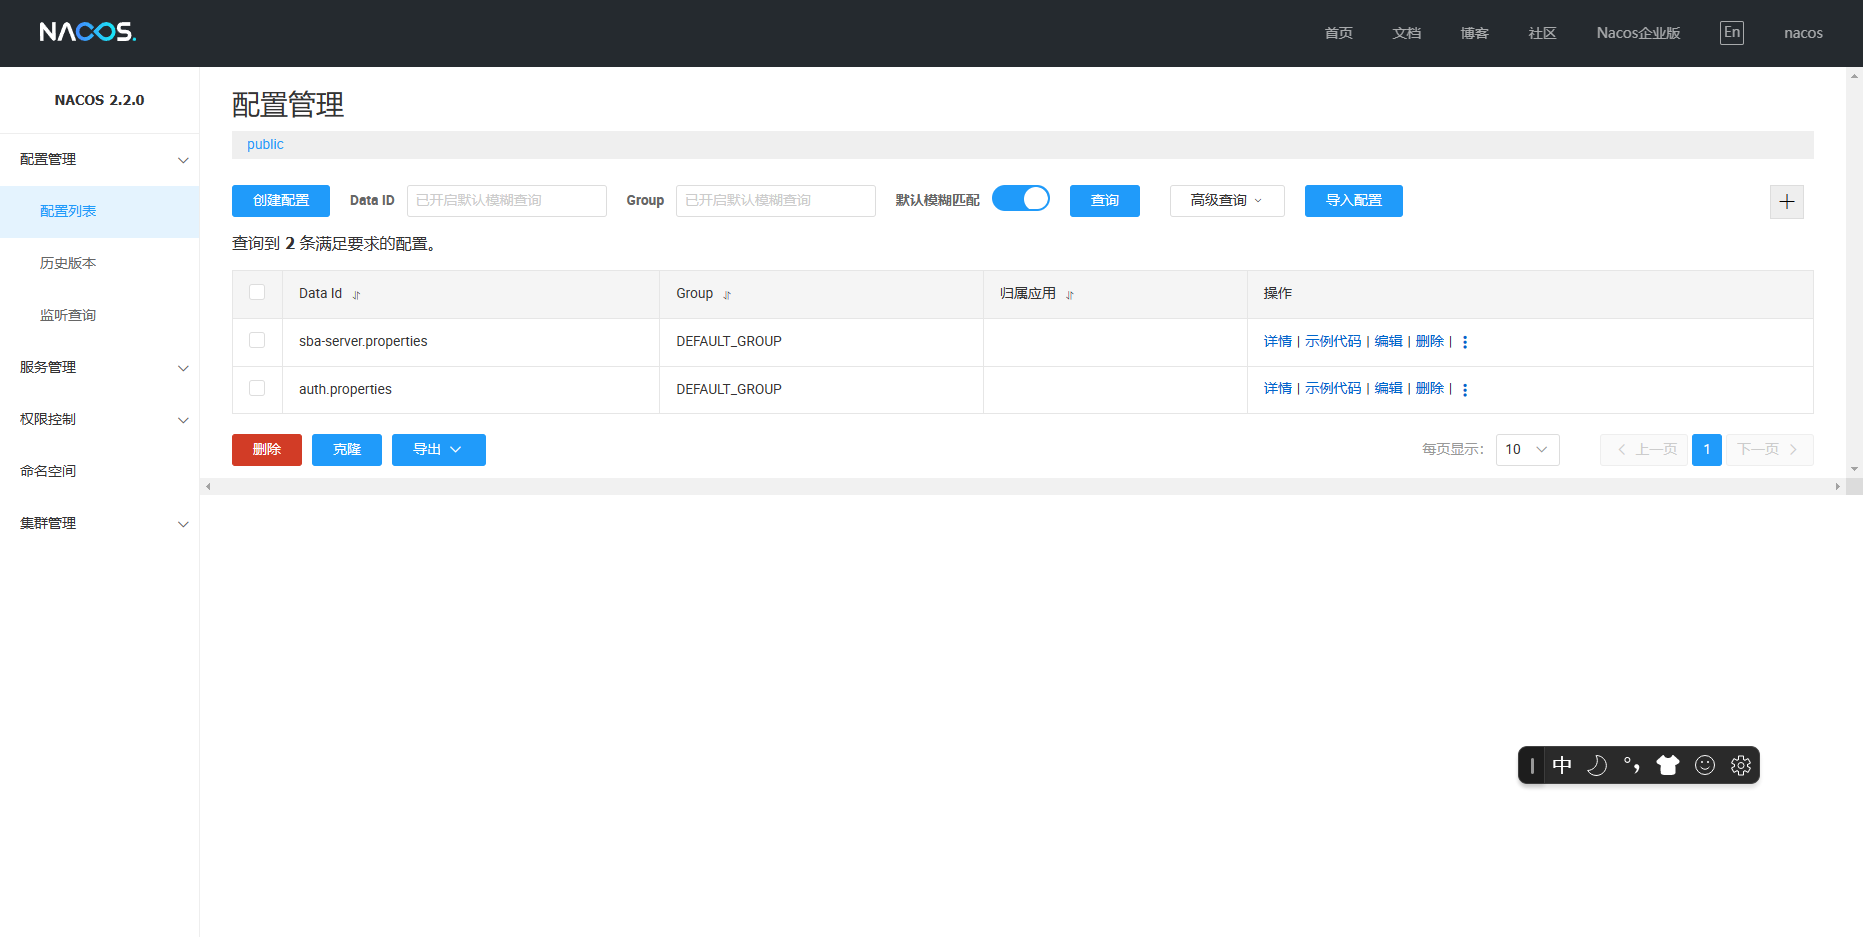 NACOS.
首页 文档 博客 社区 Nacos企业版 En nacos
NACOS 2.2.0
配置管理
配置列表
历史版本
监听查询
服务管理
权限控制
命名空间
集群管理
配置管理
public
创建配置 Data ID 已开启默认模糊查询 Group 已开启默认模糊查询 默认模糊匹配 查询 高级查询 导入配置
查询到 2 条满足要求的配置。
Data Id Group 归属应用 操作
sba-server.properties DEFAULT_GROUP 详情 | 示例代码 | 编辑 | 删除 |
auth.properties DEFAULT_GROUP 详情 | 示例代码 | 编辑 | 删除 |
删除 克隆 导出 每页显示: 10 上一页 1 下一页
中 °,